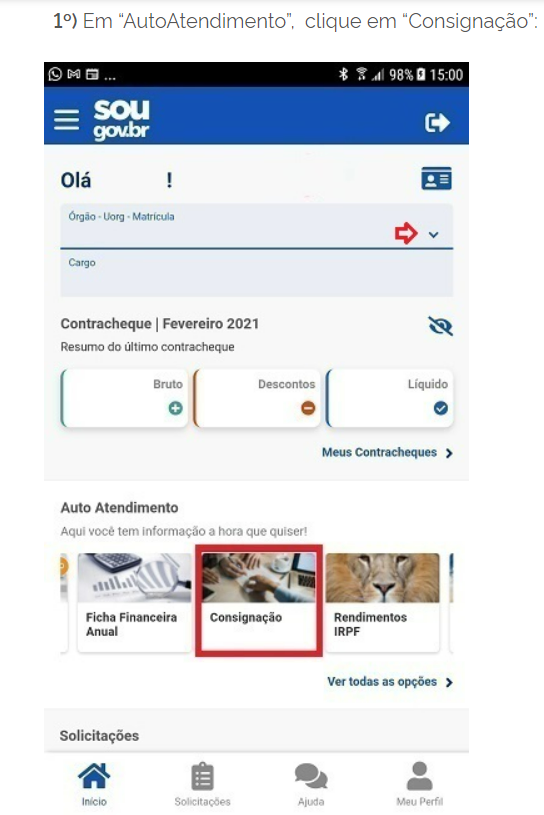 1º) Em “AutoAtendimento”, clique em “Consignação”:
... 98% 15:00
sou
gov.br
Olá !
Órgão - Uorg - Matrícula
Cargo
Contracheque | Fevereiro 2021
Resumo do último contracheque
Bruto Descontos Líquido
Meus Contracheques
Auto Atendimento
Aqui você tem informação a hora que quiser!
Ficha Financeira Consignação Rendimentos
Anual IRPF
Ver todas as opções
Solicitações
Início Solicitações Ajuda Meu Perfil